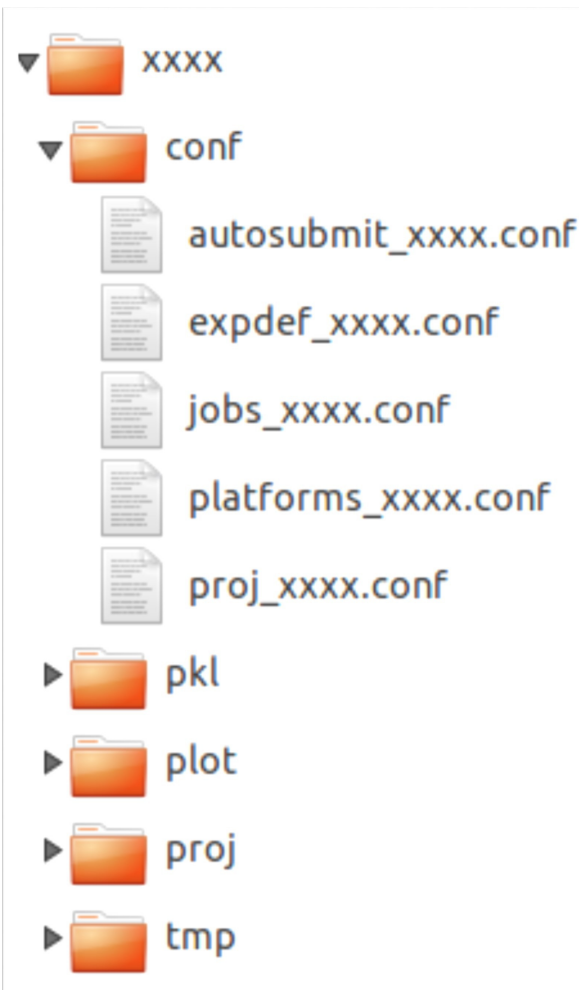 xxxx
conf
autosubmit_xxxx.conf
expdef_xxxx.conf
jobs_xxxx.conf
platforms_xxxx.conf
proj_xxxx.conf
pkl
plot
proj
tmp